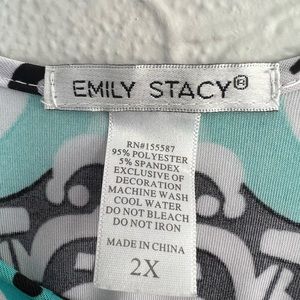 EMILY STACY®
RN#155587
95% POLYESTER
5% SPANDEX
EXCLUSIVE OF
DECORATION
MACHINE WASH
COOL WATER
DO NOT BLEACH
DO NOT IRON
MADE IN CHINA
2X